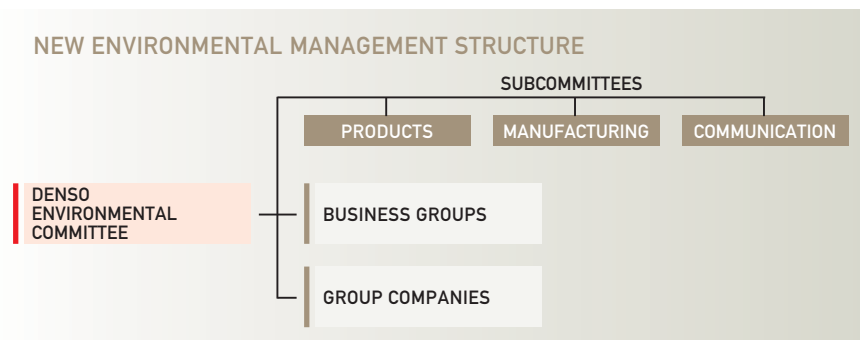 NEW ENVIRONMENTAL MANAGEMENT STRUCTURE
SUBCOMMITTEES
PRODUCTS
MANUFACTURING
COMMUNICATION
DENSO
ENVIRONMENTAL
COMMITTEE
BUSINESS GROUPS
GROUP COMPANIES